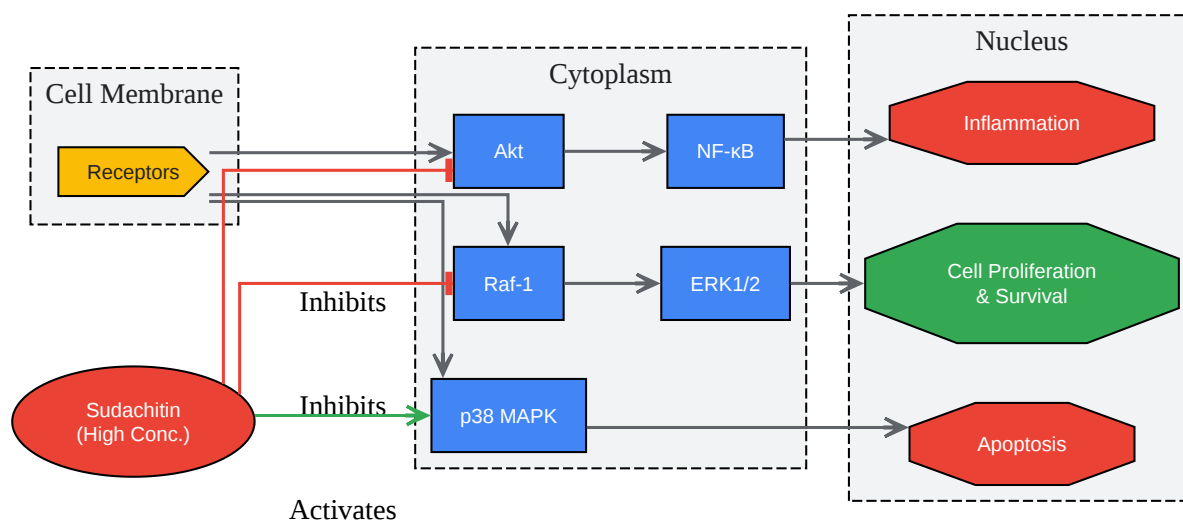 Nucleus
Cytoplasm
Cell Membrane
Inflammation
Akt
NF-κB
Receptors
Cell Proliferation
& Survival
Raf-1
ERK1/2
Inhibits
Sudachitin
(High Conc.)
Inhibits
p38 MAPK
Apoptosis
Activates